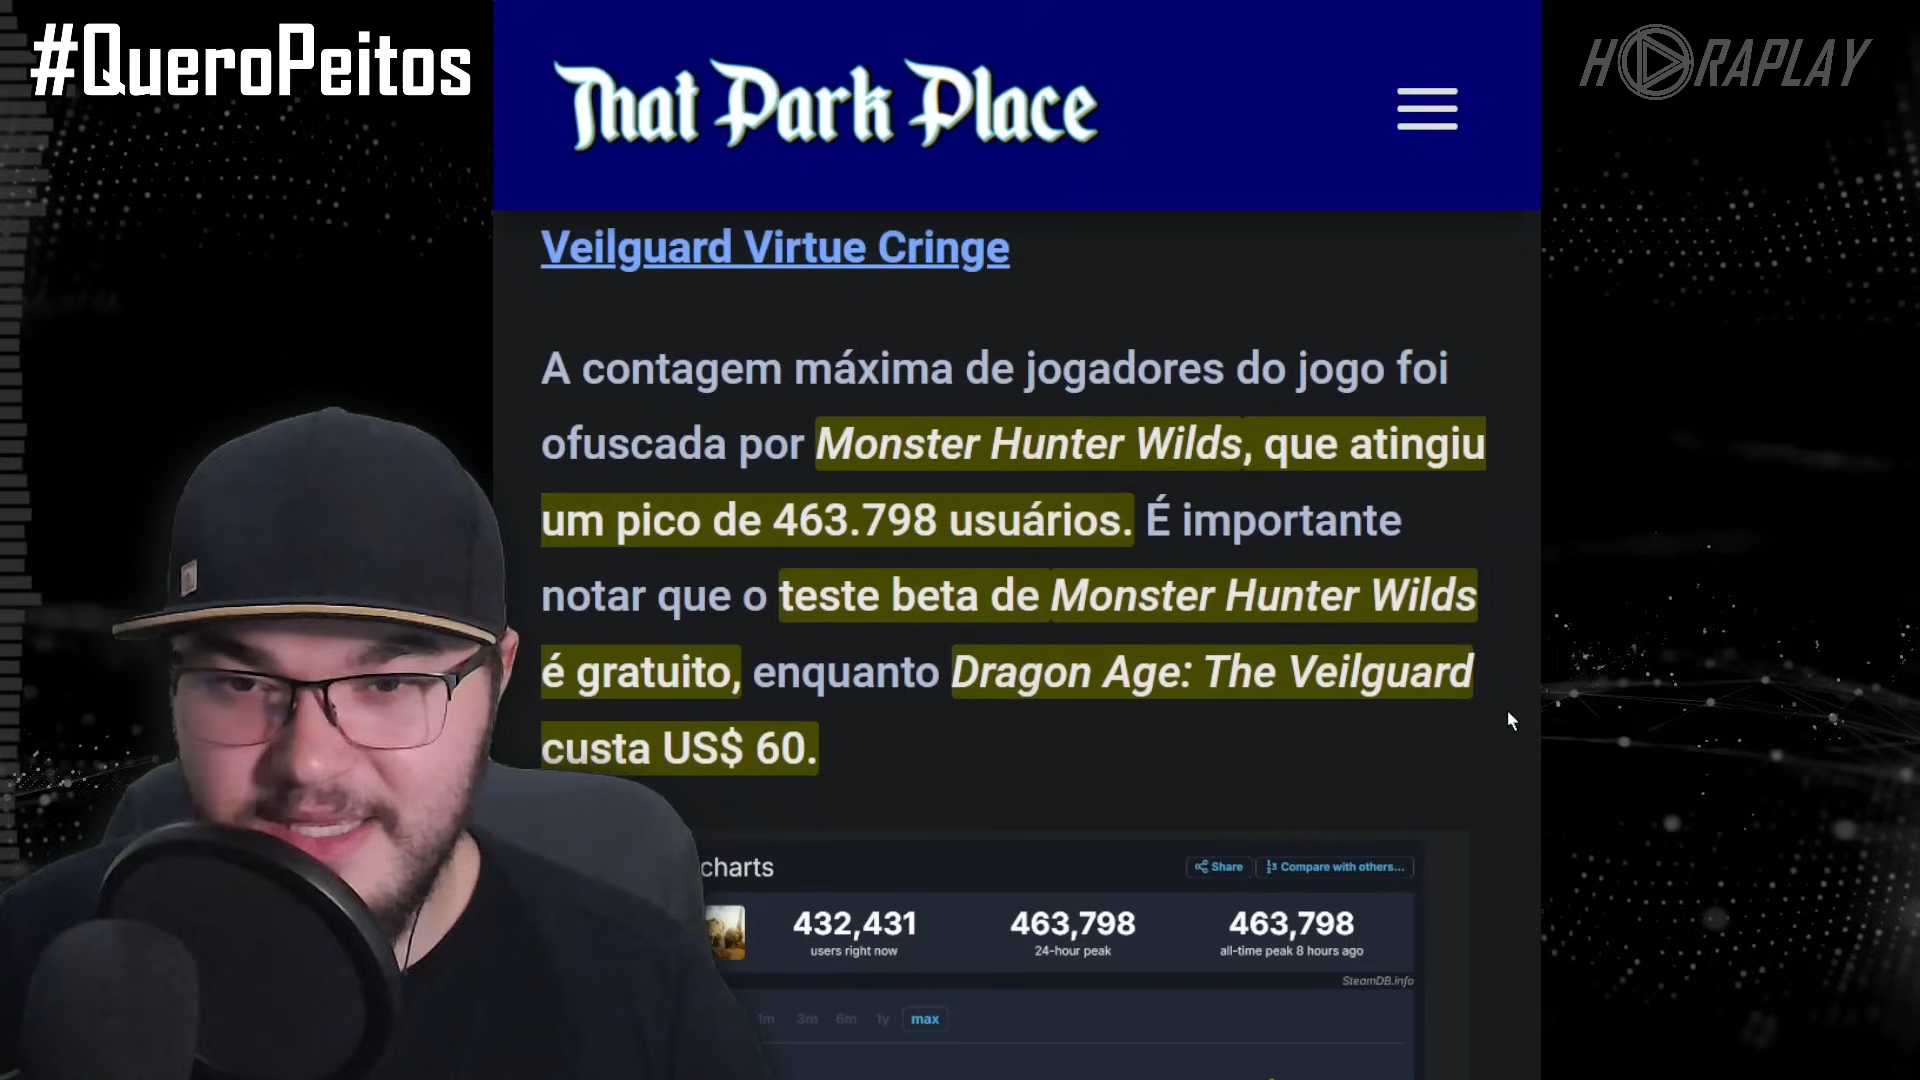 #QueroPeitos
That Park Place
HORAPLAY
Veilguard Virtue Cringe
A contagem máxima de jogadores do jogo foi
ofuscada por Monster Hunter Wilds, que atingiu
um pico de 463.798 usuários. É importante
notar que o teste beta de Monster Hunter Wilds
é gratuito, enquanto Dragon Age: The Veilguard
custa US$ 60.
charts
Share
Compare with others...
432,431
463,798
463,798
users right now
24-hour peak
all-time peak 8 hours ago
SteamDB.info
1m 3m 6m 1y max